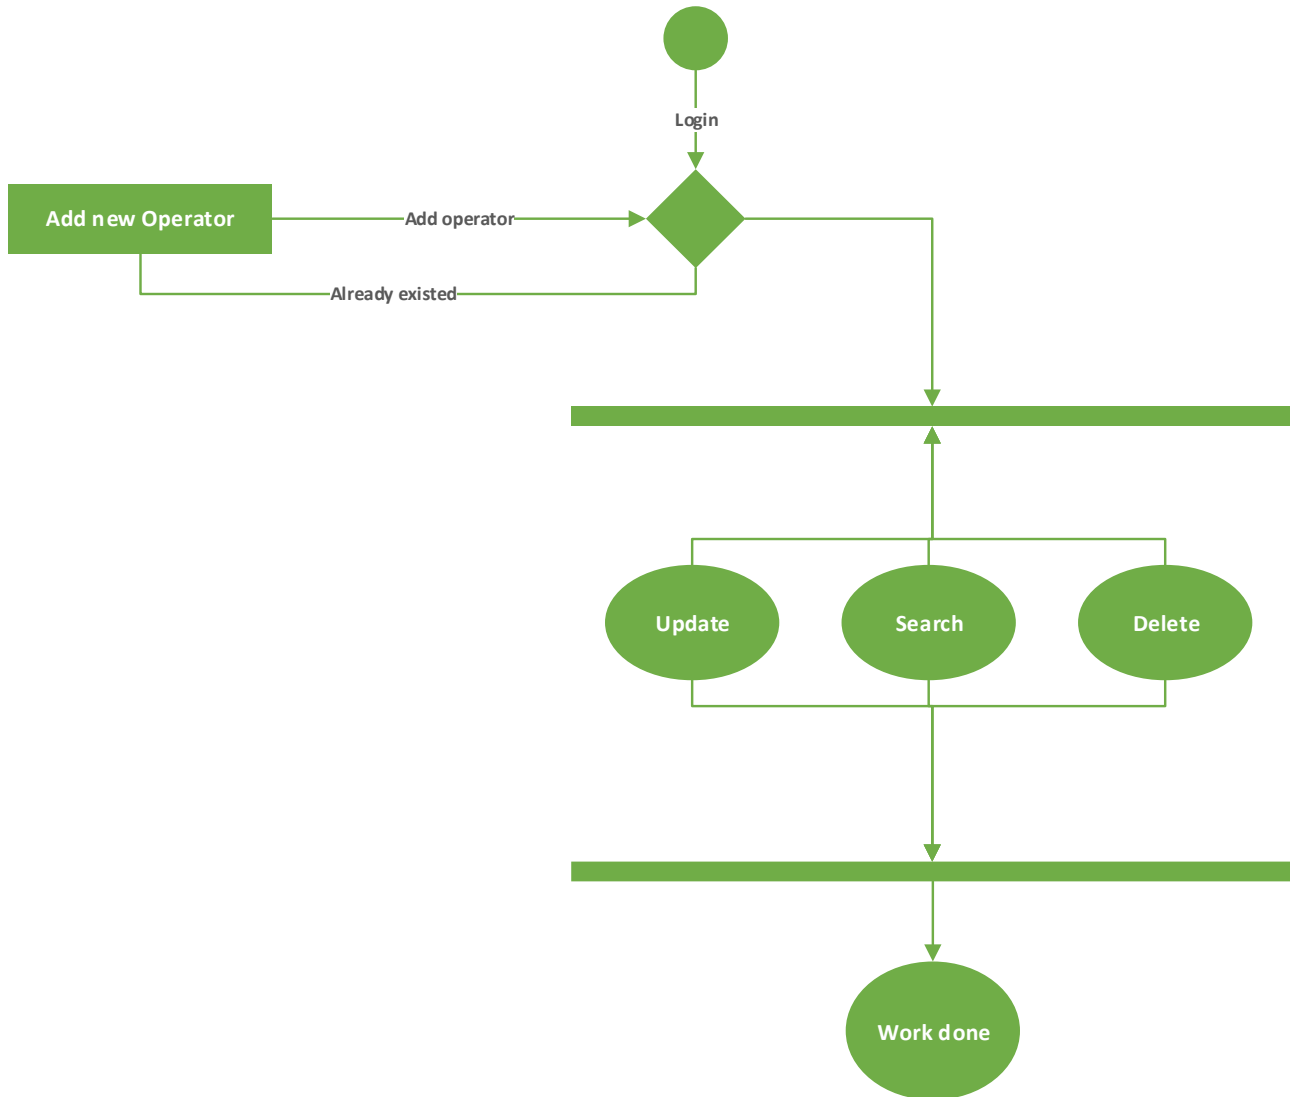 Login
Add new Operator
Add operator
Already existed
Update
Search
Delete
Work done